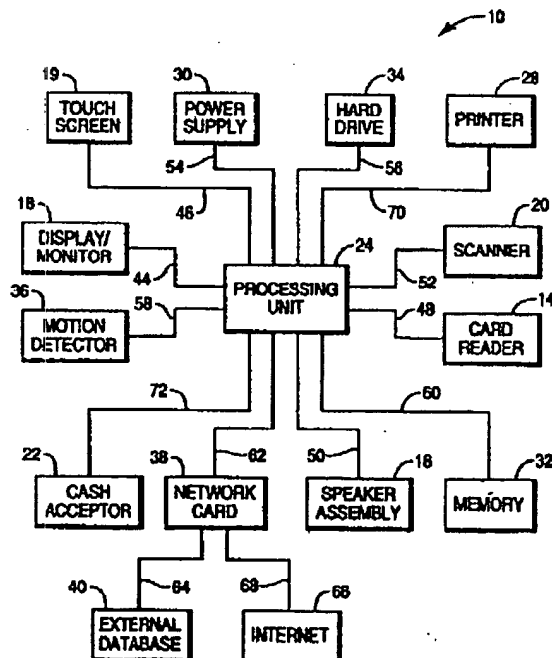 10
19
30
34
28
TOUCH SCREEN
POWER SUPPLY
HARD DRIVE
PRINTER
54
56
46
70
18
24
20
DISPLAY/ MONITOR
PROCESSING UNIT
SCANNER
44
52
36
58
48
14
MOTION DETECTOR
CARD READER
72
60
22
38
62
50
18
32
CASH ACCEPTOR
NETWORK CARD
SPEAKER ASSEMBLY
MEMORY
40
64
68
66
EXTERNAL DATABASE
INTERNET